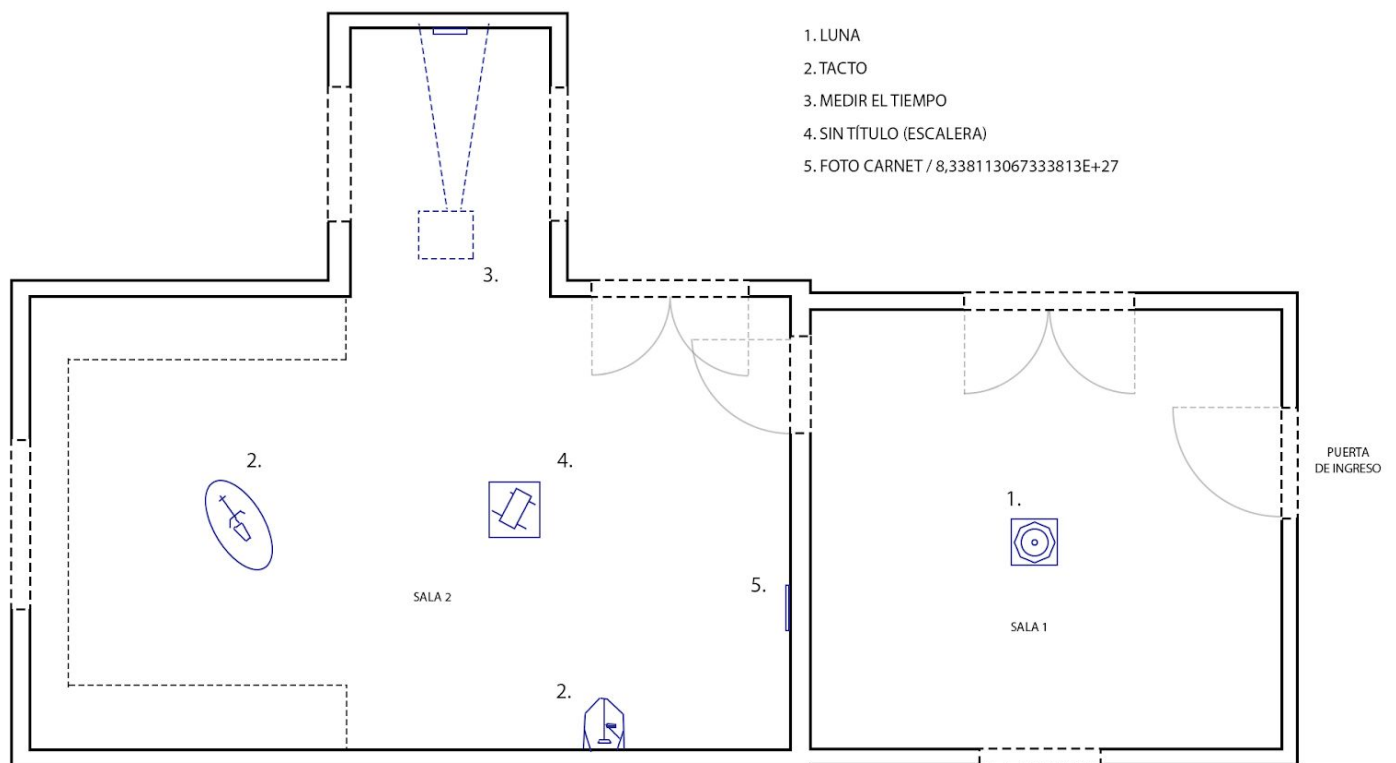 1. LUNA
2. TACTO
3. MEDIR EL TIEMPO
4. SIN TÍTULO (ESCALERA)
5. FOTO CARNET / 8,338113067333813E+27
3.
2.
4.
PUERTA
DE INGRESO
1.
5.
SALA 2
SALA 1
2.